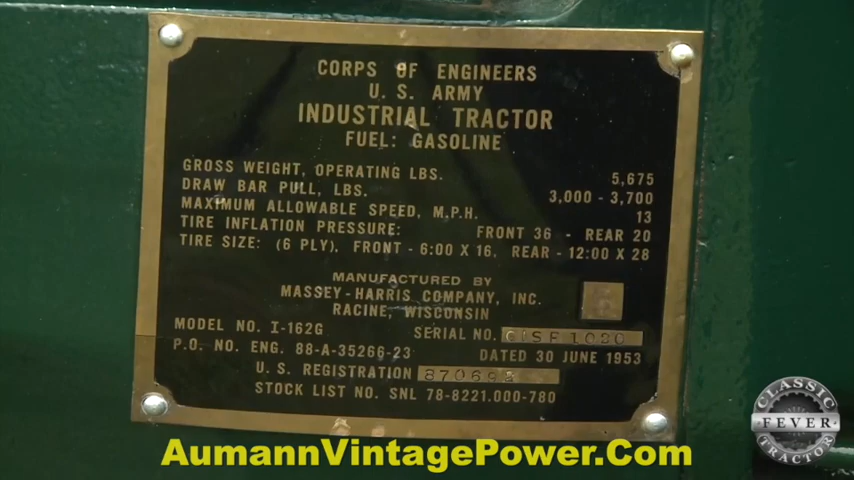 CORPS OF ENGINEERS
U. S. ARMY
INDUSTRIAL TRACTOR
FUEL: GASOLINE
GROSS WEIGHT, OPERATING LBS. 5,675
DRAW BAR PULL, LBS. 3,000 - 3,700
MAXIMUM ALLOWABLE SPEED, M.P.H. 13
TIRE INFLATION PRESSURE: FRONT 36 - REAR 20
TIRE SIZE: (6 PLY), FRONT - 6:00 X 16, REAR - 12:00 X 28
MANUFACTURED BY
MASSEY-HARRIS COMPANY, INC.
RACINE, WISCONSIN
MODEL NO. I-162G SERIAL NO.
P.O. NO. ENG. 88-A-35266-23 DATED 30 JUNE 1953
U. S. REGISTRATION
STOCK LIST NO. SNL 78-8221.000-780
CLASSIC
FEVER
TRACTOR
AumannVintagePower.Com